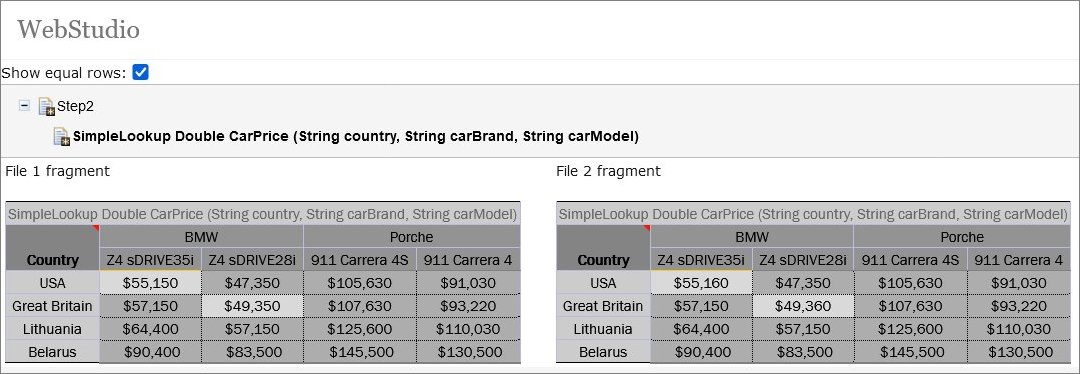 WebStudio
Show equal rows:
Step2
SimpleLookup Double CarPrice (String country, String carBrand, String carModel)
File 1 fragment
SimpleLookup Double CarPrice (String country, String carBrand, String carModel)
BMW Porche
Country Z4 sDRIVE35i Z4 sDRIVE28i 911 Carrera 4S 911 Carrera 4
USA $55,150 $47,350 $105,630 $91,030
Great Britain $57,150 $49,350 $107,630 $93,220
Lithuania $64,400 $57,150 $125,600 $110,030
Belarus $90,400 $83,500 $145,500 $130,500
File 2 fragment
SimpleLookup Double CarPrice (String country, String carBrand, String carModel)
BMW Porche
Country Z4 sDRIVE35i Z4 sDRIVE28i 911 Carrera 4S 911 Carrera 4
USA $55,160 $47,350 $105,630 $91,030
Great Britain $57,150 $49,360 $107,630 $93,220
Lithuania $64,400 $57,150 $125,600 $110,030
Belarus $90,400 $83,500 $145,500 $130,500